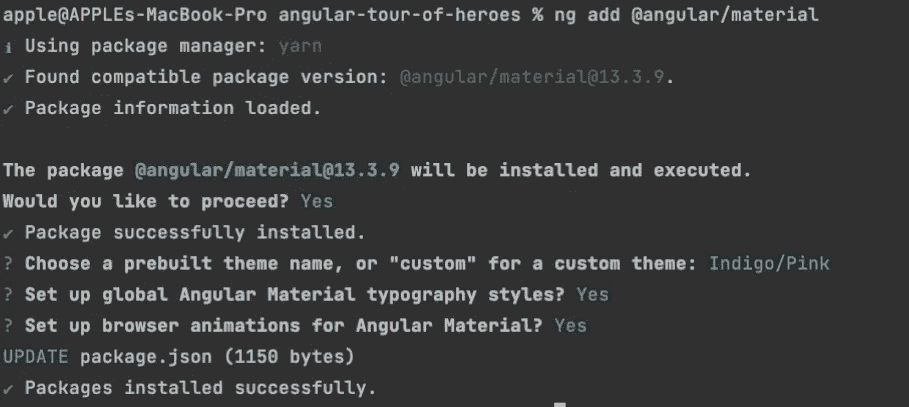 apple@APPLEs-MacBook-Pro angular-tour-of-heroes % ng add @angular/material
ℹ Using package manager: yarn
✔ Found compatible package version: @angular/material@13.3.9.
✔ Package information loaded.
The package @angular/material@13.3.9 will be installed and executed.
Would you like to proceed? Yes
✔ Package successfully installed.
? Choose a prebuilt theme name, or "custom" for a custom theme: Indigo/Pink
? Set up global Angular Material typography styles? Yes
? Set up browser animations for Angular Material? Yes
UPDATE package.json (1150 bytes)
✔ Packages installed successfully.